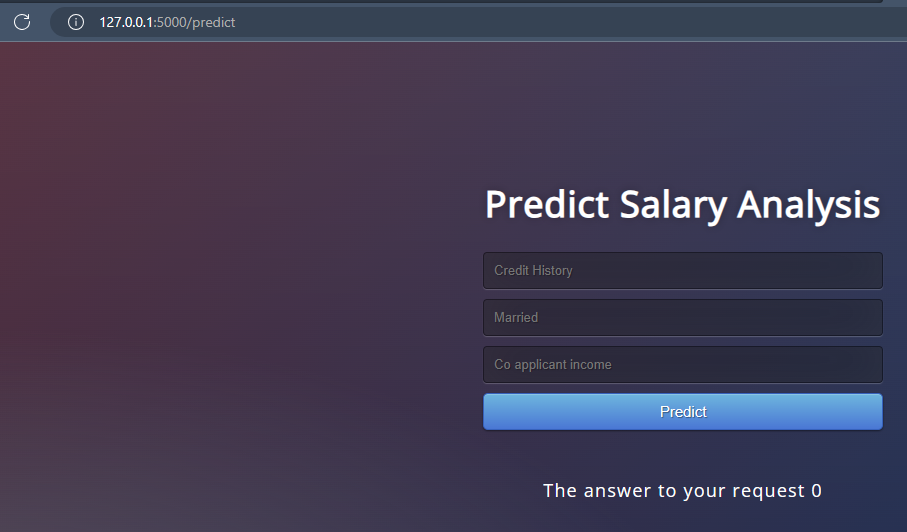 127.0.0.1:5000/predict
Predict Salary Analysis
Credit History
Married
Co applicant income
Predict
The answer to your request 0